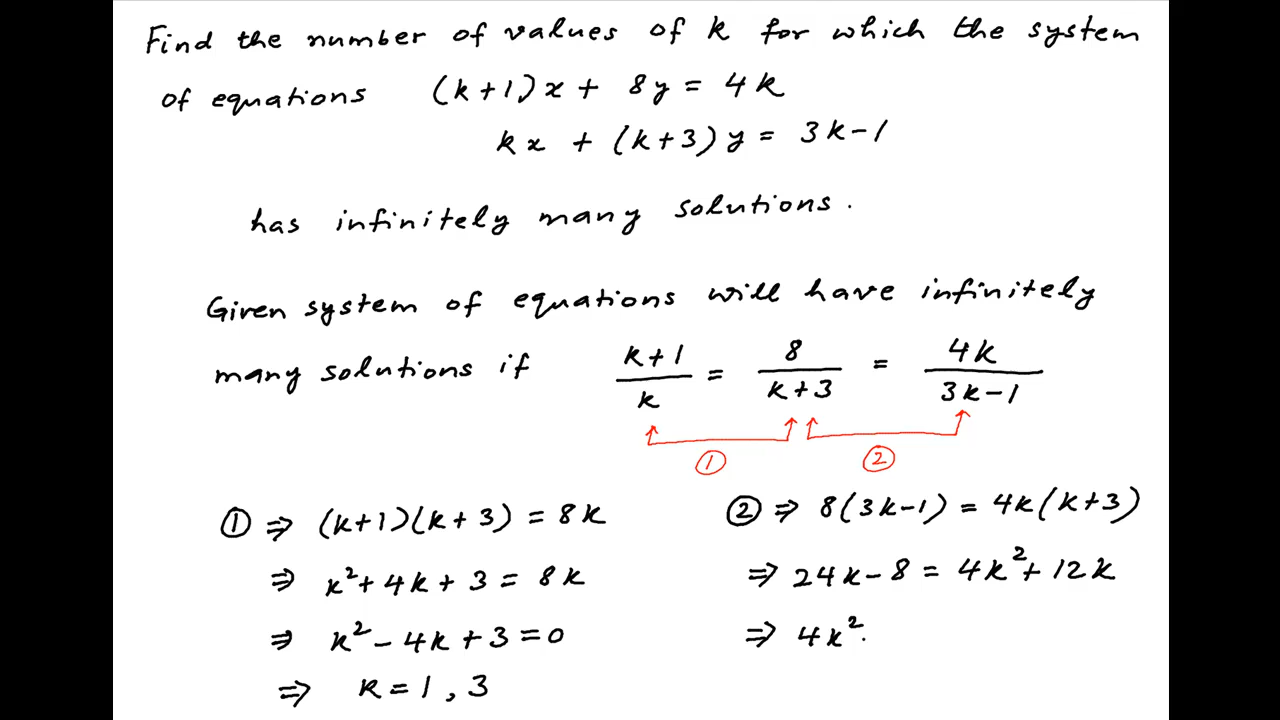 Find the number of values of k for which the system
of equations (k+1)x + 8y = 4k
kx + (k+3)y = 3k-1
has infinitely many solutions.
Given system of equations will have infinitely
many solutions if (k+1)/k = 8/(k+3) = 4k/(3k-1)
① ②
① ⇒ (k+1)(k+3) = 8k
⇒ k²+4k+3 = 8k
⇒ k²-4k+3=0
⇒ k=1,3
② ⇒ 8(3k-1) = 4k(k+3)
⇒ 24k-8 = 4k²+12k
⇒ 4k²